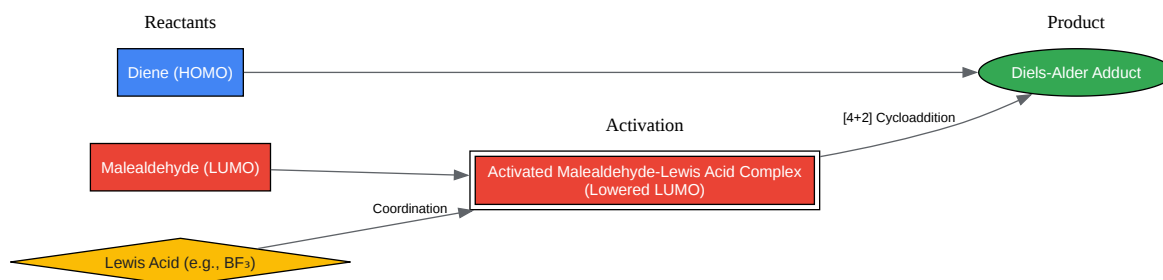 Reactants
Product
Diene (HOMO)
Diels-Alder Adduct
[4+2] Cycloaddition
Activation
Malealdehyde (LUMO)
Activated Malealdehyde-Lewis Acid Complex
(Lowered LUMO)
Coordination
Lewis Acid (e.g., BF₃)